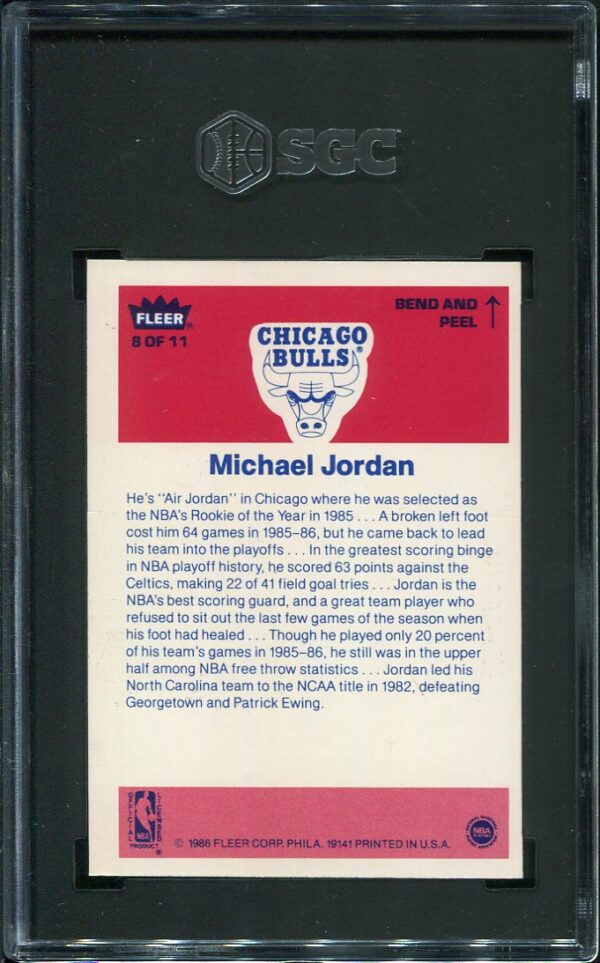 SGC
FLEER®
8 OF 11
BEND AND
PEEL
CHICAGO
BULLS®
Michael Jordan
He's "Air Jordan" in Chicago where he was selected as
the NBA's Rookie of the Year in 1985 . . . A broken left foot
cost him 64 games in 1985–86, but he came back to lead
his team into the playoffs . . . In the greatest scoring binge
in NBA playoff history, he scored 63 points against the
Celtics, making 22 of 41 field goal tries . . . Jordan is the
NBA's best scoring guard, and a great team player who
refused to sit out the last few games of the season when
his foot had healed . . . Though he played only 20 percent
of his team's games in 1985–86, he still was in the upper
half among NBA free throw statistics . . . Jordan led his
North Carolina team to the NCAA title in 1982, defeating
Georgetown and Patrick Ewing.
OFFICIAL LICENSED
NBA
PRODUCT ®
© 1986 FLEER CORP. PHILA. 19141 PRINTED IN U.S.A.
NBA
PLAYERS